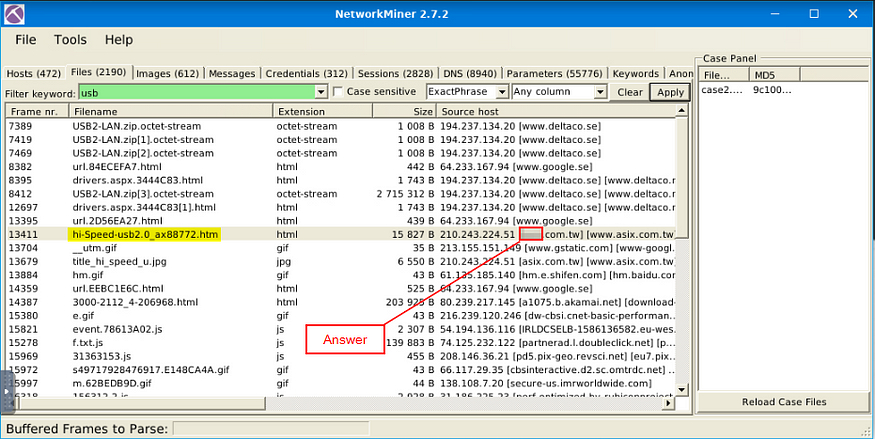 NetworkMiner 2.7.2
File Tools Help
Hosts (472) Files (2190) Images (612) Messages Credentials (312) Sessions (2828) DNS (8940) Parameters (55776) Keywords Anon
Filter keyword: usb Case sensitive ExactPhrase Any column Clear Apply
Frame nr. Filename Extension Size Source host
7389 USB2-LAN.zip.octet-stream octet-stream 1 008 B 194.237.134.20 [www.deltaco.se]
7419 USB2-LAN.zip[1].octet-stream octet-stream 1 008 B 194.237.134.20 [www.deltaco.se]
7469 USB2-LAN.zip[2].octet-stream octet-stream 1 008 B 194.237.134.20 [www.deltaco.se]
8382 url.84ECEFA7.html html 442 B 64.233.167.94 [www.google.se]
8395 drivers.aspx.3444C83.html html 1 743 B 194.237.134.20 [www.deltaco.se] [www.deltaco.r
8412 USB2-LAN.zip[3].octet-stream octet-stream 2 715 312 B 194.237.134.20 [www.deltaco.se] [www.deltaco.r
12697 drivers.aspx.3444C83[1].html html 1 743 B 194.237.134.20 [www.deltaco.se] [www.deltaco.r
13395 url.2D56EA27.html html 439 B 64.233.167.94 [www.google.se]
13411 hi-Speed-usb2.0_ax88772.htm html 15 827 B 210.243.224.51 .com.tw] [www.asix.com.tw]
13704 __utm.gif gif 35 B 213.155.151.149 [www.gstatic.com] [www-googl.
13679 title_hi_speed_u.jpg jpg 6 550 B 210.243.224.51 [asix.com.tw] [www.asix.com.tw]
13884 hm.gif gif 43 B 61.135.185.140 [hm.e.shifen.com] [hm.baidu.co
14359 url.EEBC1E6C.html html 525 B 64.233.167.94 [www.google.se]
14387 3000-2112_4-206968.html html 203 925 B 80.239.217.145 [a1075.b.akamai.net] [download-
15380 e.gif gif 43 B 216.239.120.246 [dw-cbsi.cnet-basic-performan...
15821 event.78613A02.js js 2 307 B 54.194.136.116 [IRLDCSELB-1586136582.eu-wes.
15278 f.txt.js js 139 883 B 74.125.232.122 [partnerad.l.doubleclick.net] [p...
15969 31363153.js js 455 B 208.146.36.21 [pd5.pix-geo.revsci.net] [eu7.pix..
15972 s49717928476917.E148CA4A.gif gif 43 B 66.117.29.35 [cbsinteractive.d2.sc.omtrdc.net] [
15997 m.62BEDB9D.gif gif 44 B 138.108.7.20 [secure-us.imrworldwide.com]
Answer
Case Panel
File... MD5
case2.... 9c100...
Reload Case Files
Buffered Frames to Parse: